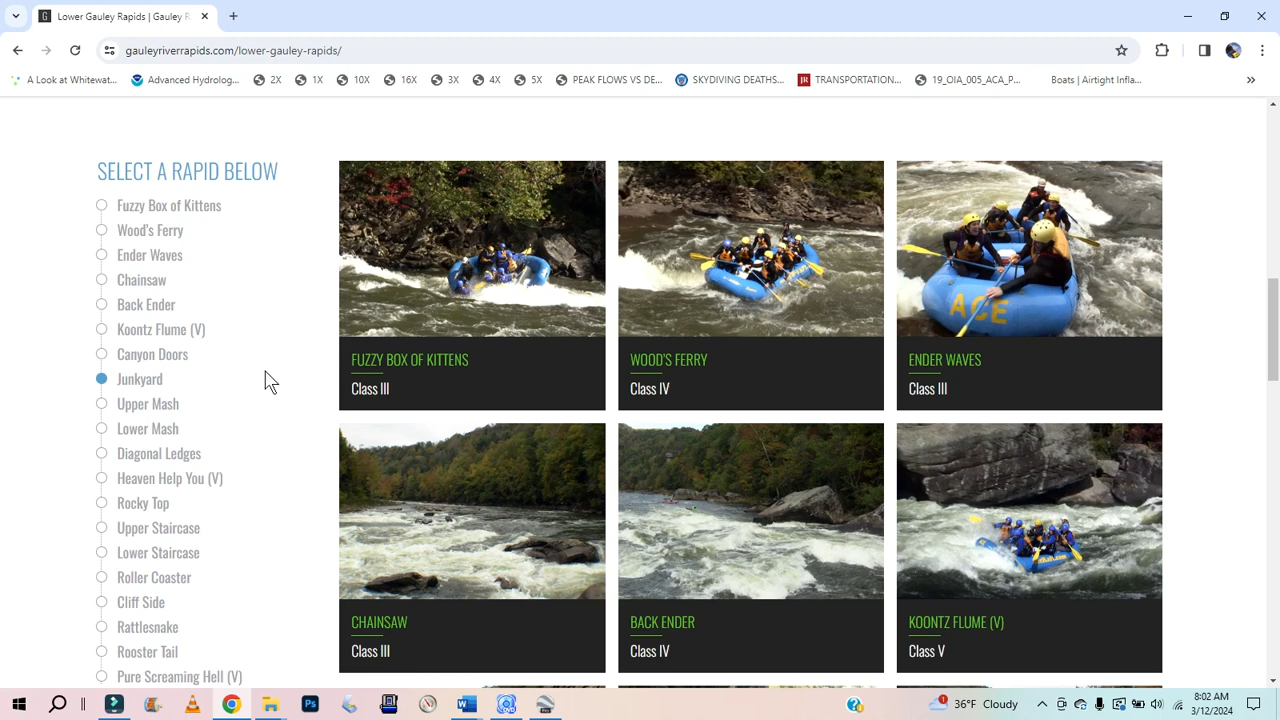 Lower Gauley Rapids | Gauley R
gauleyriverrapids.com/lower-gauley-rapids/
A Look at Whitewat...
Advanced Hydrolog...
2X
1X
10X
16X
3X
4X
5X
PEAK FLOWS VS DE...
SKYDIVING DEATHS...
TRANSPORTATION...
19_OIA_005_ACA_P...
Boats | Airtight Infla...
SELECT A RAPID BELOW
Fuzzy Box of Kittens
Wood's Ferry
Ender Waves
Chainsaw
Back Ender
Koontz Flume (V)
Canyon Doors
Junkyard
Upper Mash
Lower Mash
Diagonal Ledges
Heaven Help You (V)
Rocky Top
Upper Staircase
Lower Staircase
Roller Coaster
Cliff Side
Rattlesnake
Rooster Tail
Pure Screaming Hell (V)
ACE
FUZZY BOX OF KITTENS
Class III
WOOD'S FERRY
Class IV
ENDER WAVES
Class III
CHAINSAW
Class III
BACK ENDER
Class IV
KOONTZ FLUME (V)
Class V
36°F Cloudy
8:02 AM
3/12/2024